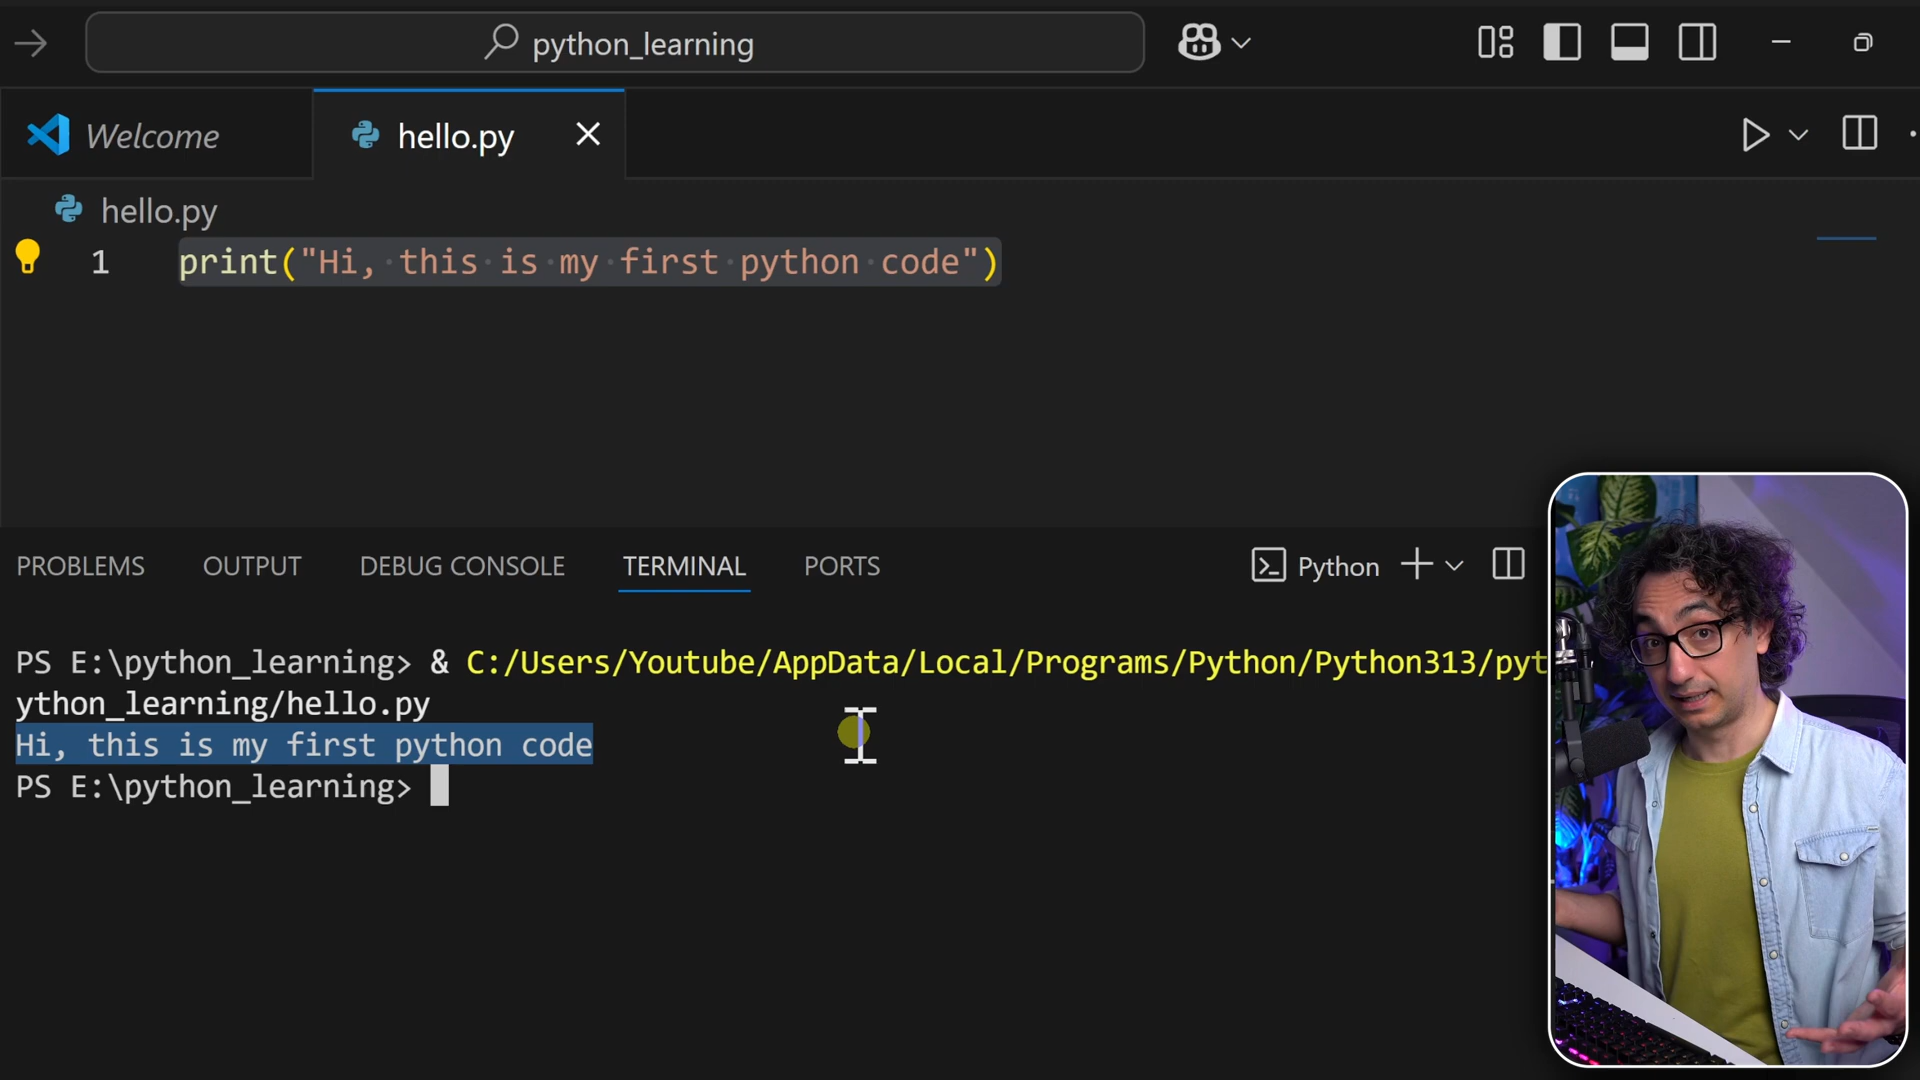 python_learning
Welcome
hello.py
hello.py
1 print("Hi, this is my first python code")
PROBLEMS OUTPUT DEBUG CONSOLE TERMINAL PORTS Python
PS E:\python_learning> & C:/Users/Youtube/AppData/Local/Programs/Python/Python313/pyt
ython_learning/hello.py
Hi, this is my first python code
PS E:\python_learning>